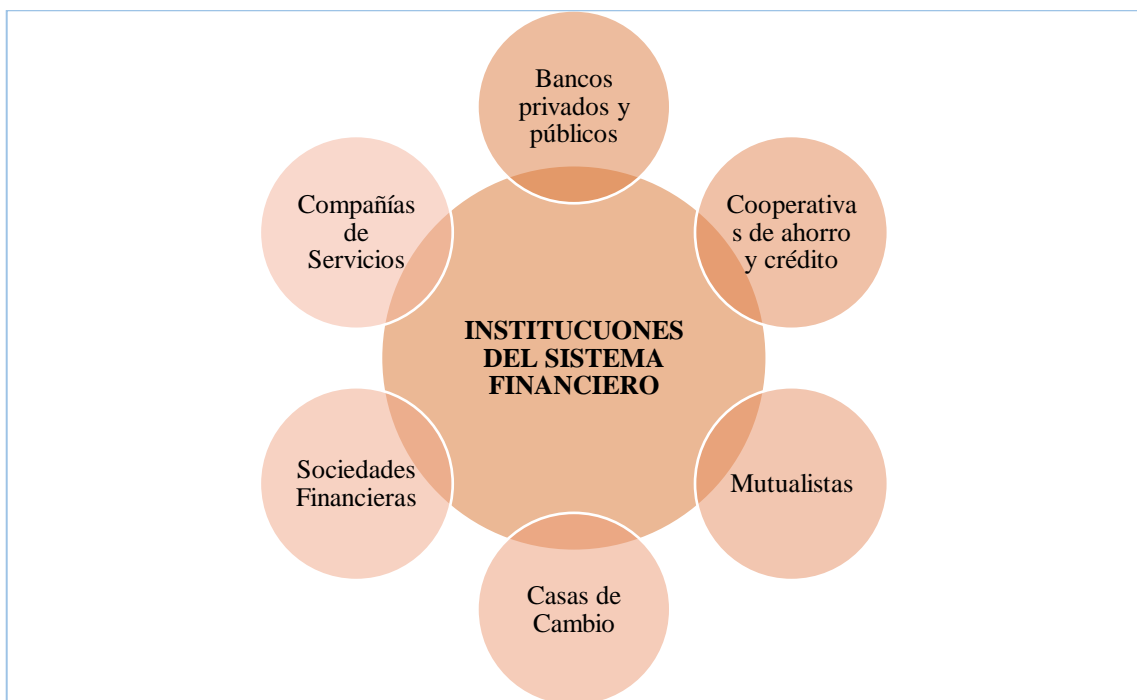 Bancos
privados y
públicos
Cooperativa
s de ahorro
y crédito
Mutualistas
Casas de
Cambio
Sociedades
Financieras
Compañías
de
Servicios
INSTITUCUONES
DEL SISTEMA
FINANCIERO